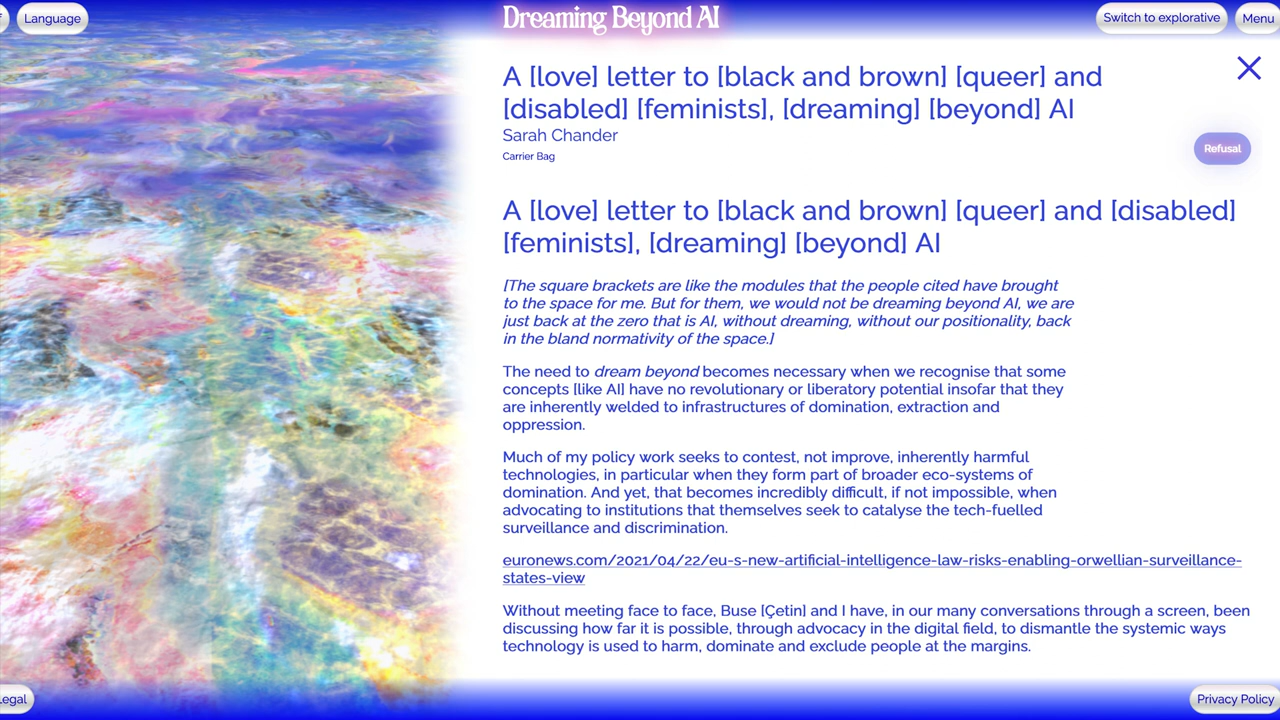 Language
Dreaming Beyond AI
Switch to explorative
Menu
A [love] letter to [black and brown] [queer] and
[disabled] [feminists], [dreaming] [beyond] AI
Sarah Chander
Carrier Bag
Refusal
A [love] letter to [black and brown] [queer] and [disabled]
[feminists], [dreaming] [beyond] AI
[The square brackets are like the modules that the people cited have brought
to the space for me. But for them, we would not be dreaming beyond AI, we are
just back at the zero that is AI, without dreaming, without our positionality, back
in the bland normativity of the space.]
The need to dream beyond becomes necessary when we recognise that some
concepts [like AI] have no revolutionary or liberatory potential insofar that they
are inherently welded to infrastructures of domination, extraction and
oppression.
Much of my policy work seeks to contest, not improve, inherently harmful
technologies, in particular when they form part of broader eco-systems of
domination. And yet, that becomes incredibly difficult, if not impossible, when
advocating to institutions that themselves seek to catalyse the tech-fuelled
surveillance and discrimination.
euronews.com/2021/04/22/eu-s-new-artificial-intelligence-law-risks-enabling-orwellian-surveillance-
states-view
Without meeting face to face, Buse [Çetin] and I have, in our many conversations through a screen, been
discussing how far it is possible, through advocacy in the digital field, to dismantle the systemic ways
technology is used to harm, dominate and exclude people at the margins.
Legal
Privacy Policy